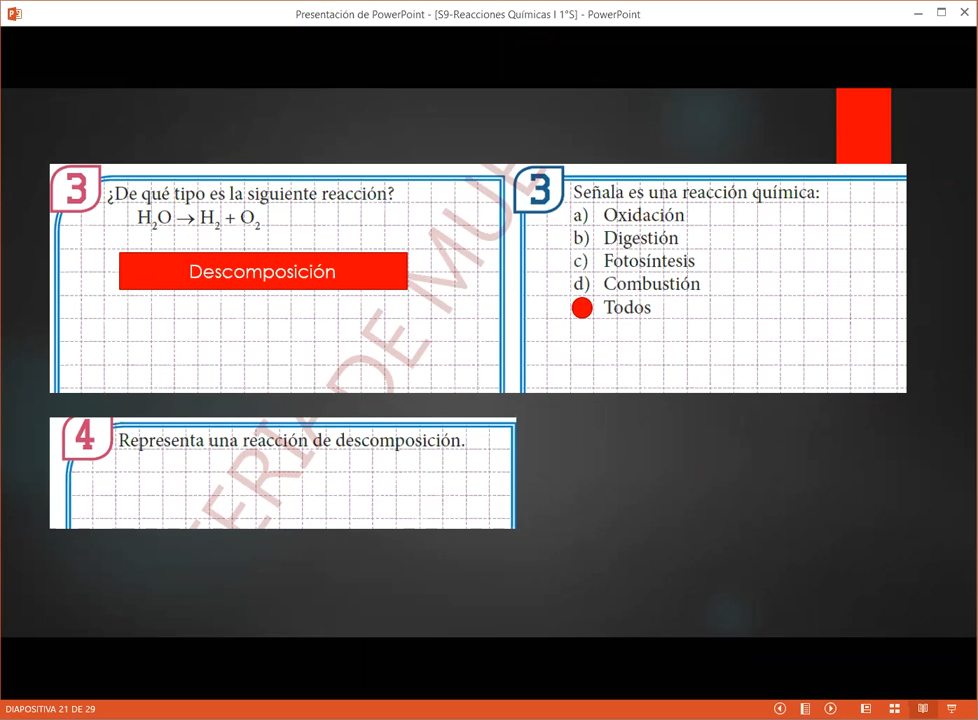 Presentación de PowerPoint - [S9-Reacciones Químicas I 1°S] - PowerPoint
3
¿De qué tipo es la siguiente reacción?
H₂O → H₂ + O₂
Descomposición
3
Señala es una reacción química:
a) Oxidación
b) Digestión
c) Fotosíntesis
d) Combustión
Todos
4
Representa una reacción de descomposición.
DIAPOSITIVA 21 DE 29